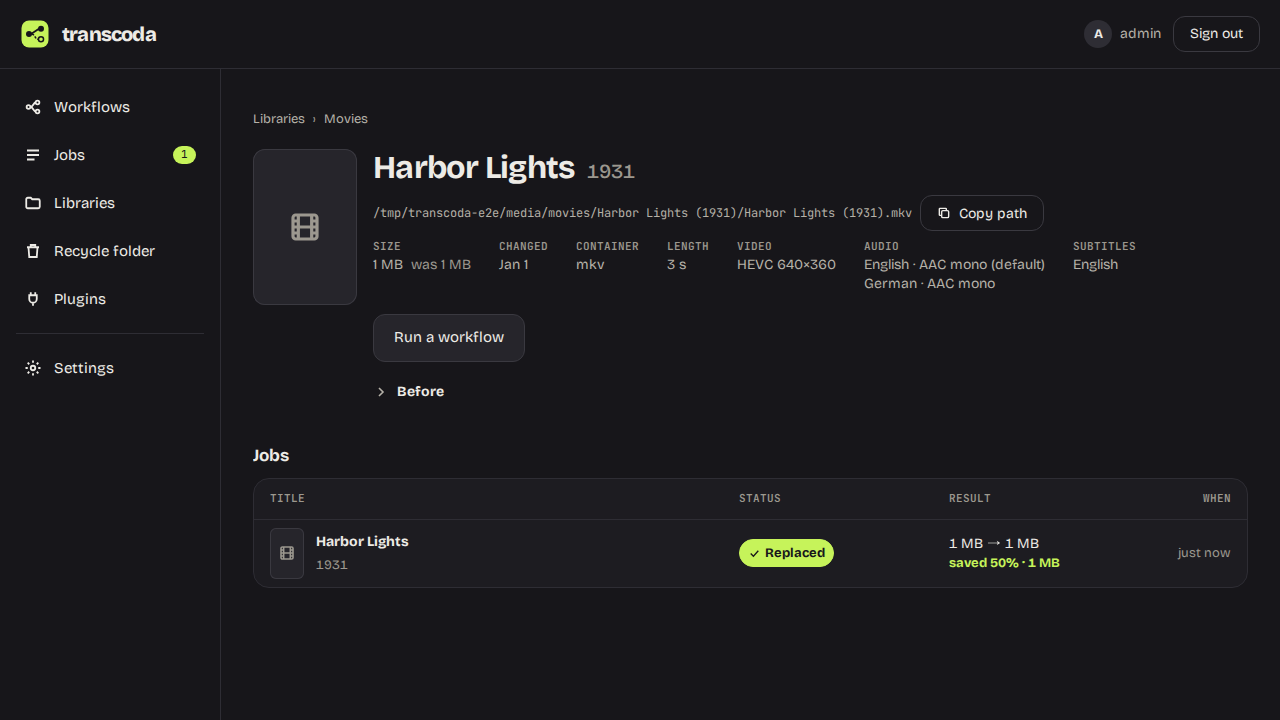 transcoda
A admin Sign out
Workflows
Jobs 1
Libraries
Recycle folder
Plugins
Settings
Libraries › Movies
Harbor Lights 1931
/tmp/transcoda-e2e/media/movies/Harbor Lights (1931)/Harbor Lights (1931).mkv Copy path
SIZE CHANGED CONTAINER LENGTH VIDEO AUDIO SUBTITLES
1 MB was 1 MB Jan 1 mkv 3 s HEVC 640×360 English · AAC mono (default) English
German · AAC mono
Run a workflow
Before
Jobs
TITLE STATUS RESULT WHEN
Harbor Lights
1931
Replaced
1 MB → 1 MB
saved 50% · 1 MB
just now